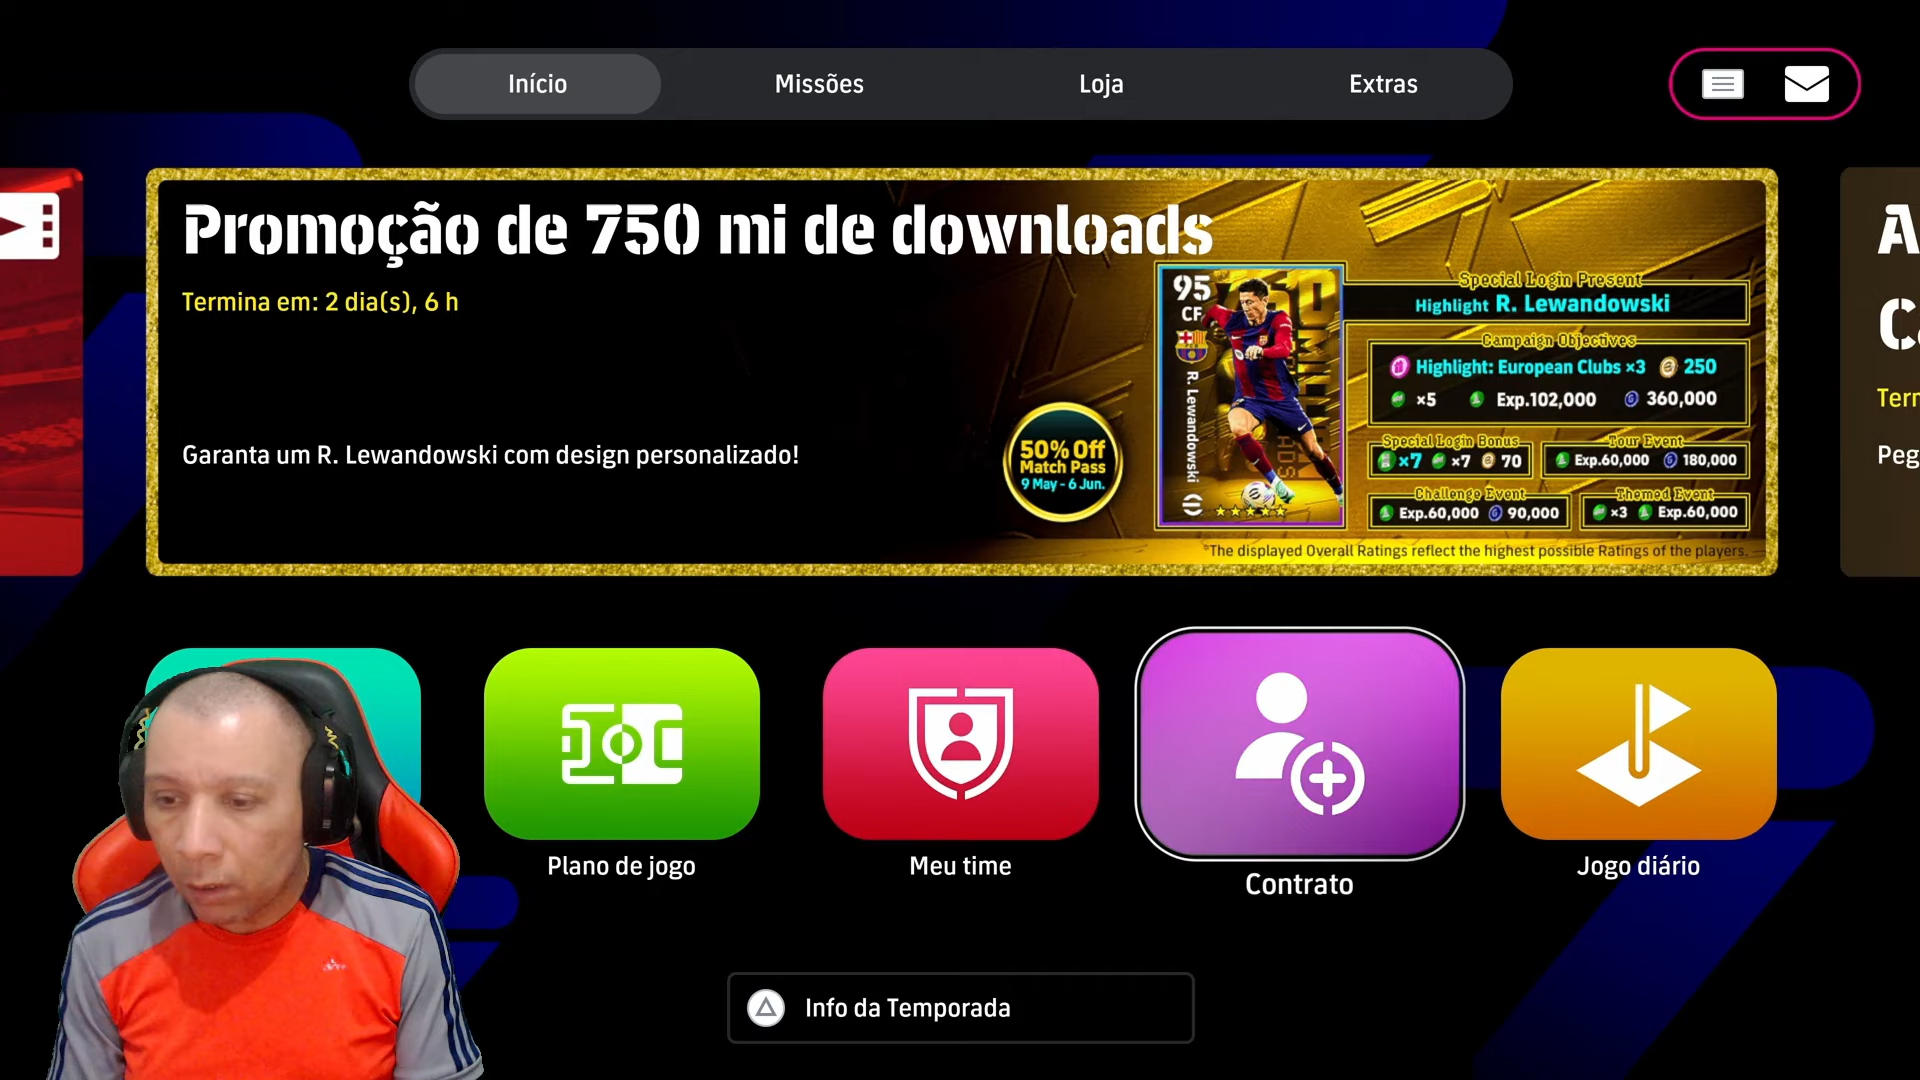 Início
Missões
Loja
Extras
Promoção de 750 mi de downloads
Termina em: 2 dia(s), 6 h
Garanta um R. Lewandowski com design personalizado!
50% Off
Match Pass
9 May - 6 Jun.
95
CF
R. Lewandowski
Special Login Present
Highlight R. Lewandowski
Campaign Objectives
Highlight: European Clubs ×3 250
×5 Exp.102,000 360,000
Special Login Bonus
×7 ×7 70
Tour Event
Exp.60,000 180,000
Challenge Event
Exp.60,000 90,000
Themed Event
×3 Exp.60,000
*The displayed Overall Ratings reflect the highest possible Ratings of the players.
Plano de jogo
Meu time
Contrato
Jogo diário
Info da Temporada